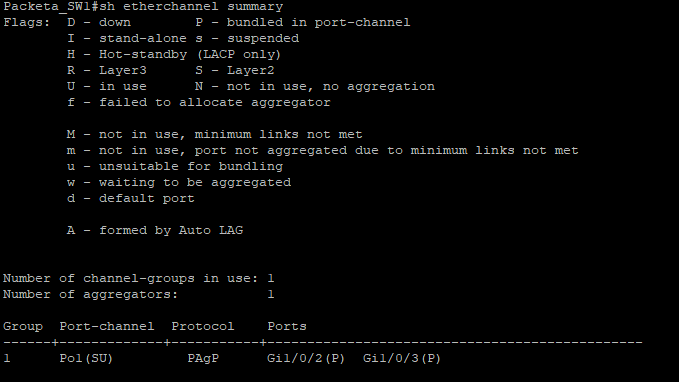 Packeta_SW1#sh etherchannel summary
Flags:  D - down        P - bundled in port-channel
        I - stand-alone s - suspended
        H - Hot-standby (LACP only)
        R - Layer3      S - Layer2
        U - in use      N - not in use, no aggregation
        f - failed to allocate aggregator

        M - not in use, minimum links not met
        m - not in use, port not aggregated due to minimum links not met
        u - unsuitable for bundling
        w - waiting to be aggregated
        d - default port

        A - formed by Auto LAG


Number of channel-groups in use: 1
Number of aggregators:           1

Group  Port-channel  Protocol    Ports
------+-------------+-----------+-----------------------------------------------
1      Po1(SU)         PAgP      Gi1/0/2(P)  Gi1/0/3(P)